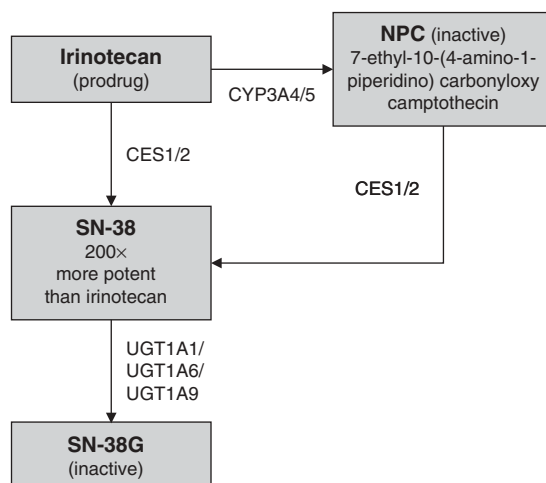 Irinotecan
(prodrug)
CYP3A4/5
NPC (inactive)
7-ethyl-10-(4-amino-1-
piperidino) carbonyloxy
camptothecin
CES1/2
CES1/2
SN-38
200×
more potent
than irinotecan
UGT1A1/
UGT1A6/
UGT1A9
SN-38G
(inactive)